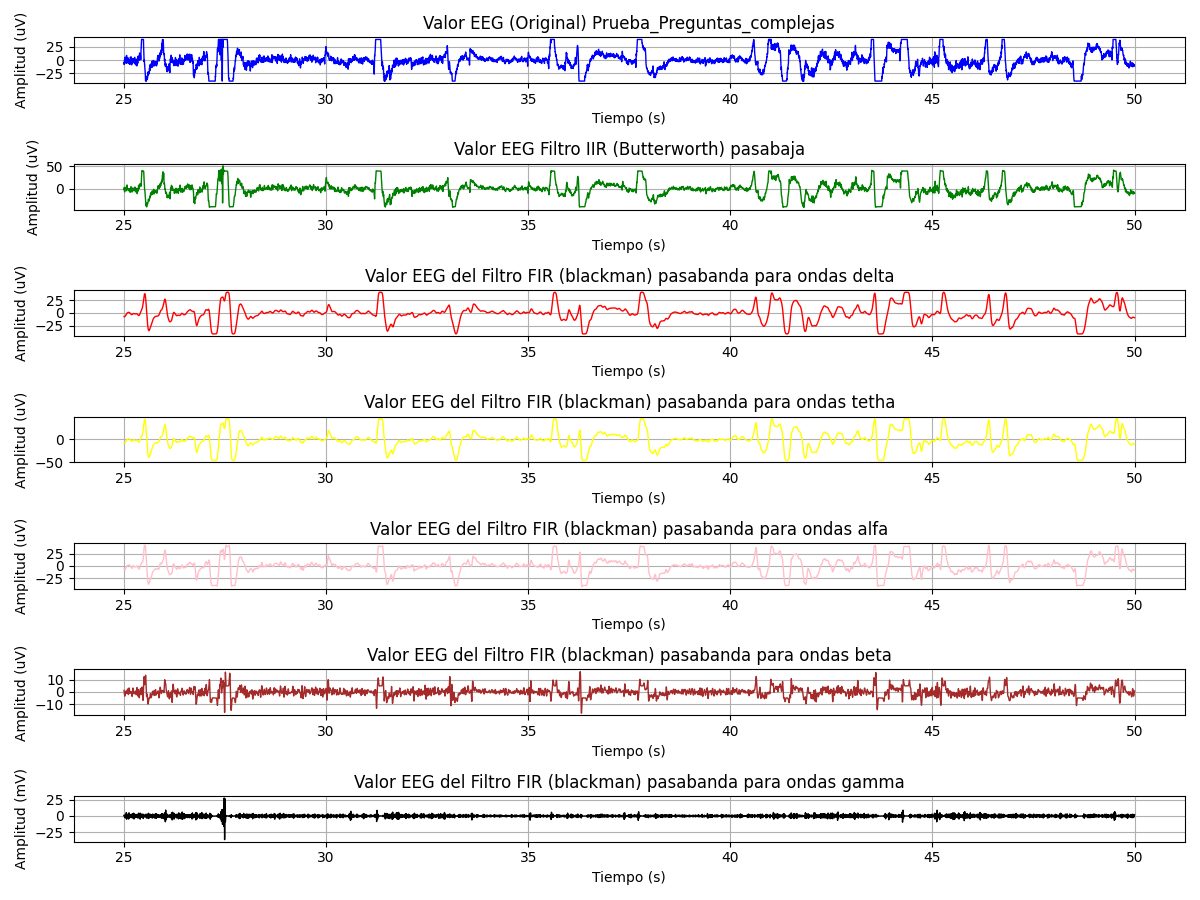 Valor EEG (Original) Prueba_Preguntas_complejas
Amplitud (uV)
25
0
−25
25 30 35 40 45 50
Tiempo (s)
Valor EEG Filtro IIR (Butterworth) pasabaja
Amplitud (uV)
50
0
25 30 35 40 45 50
Tiempo (s)
Valor EEG del Filtro FIR (blackman) pasabanda para ondas delta
Amplitud (uV)
25
0
−25
25 30 35 40 45 50
Tiempo (s)
Valor EEG del Filtro FIR (blackman) pasabanda para ondas tetha
Amplitud (uV)
0
−50
25 30 35 40 45 50
Tiempo (s)
Valor EEG del Filtro FIR (blackman) pasabanda para ondas alfa
Amplitud (uV)
25
0
−25
25 30 35 40 45 50
Tiempo (s)
Valor EEG del Filtro FIR (blackman) pasabanda para ondas beta
Amplitud (uV)
10
0
−10
25 30 35 40 45 50
Tiempo (s)
Valor EEG del Filtro FIR (blackman) pasabanda para ondas gamma
Amplitud (mV)
25
0
−25
25 30 35 40 45 50
Tiempo (s)